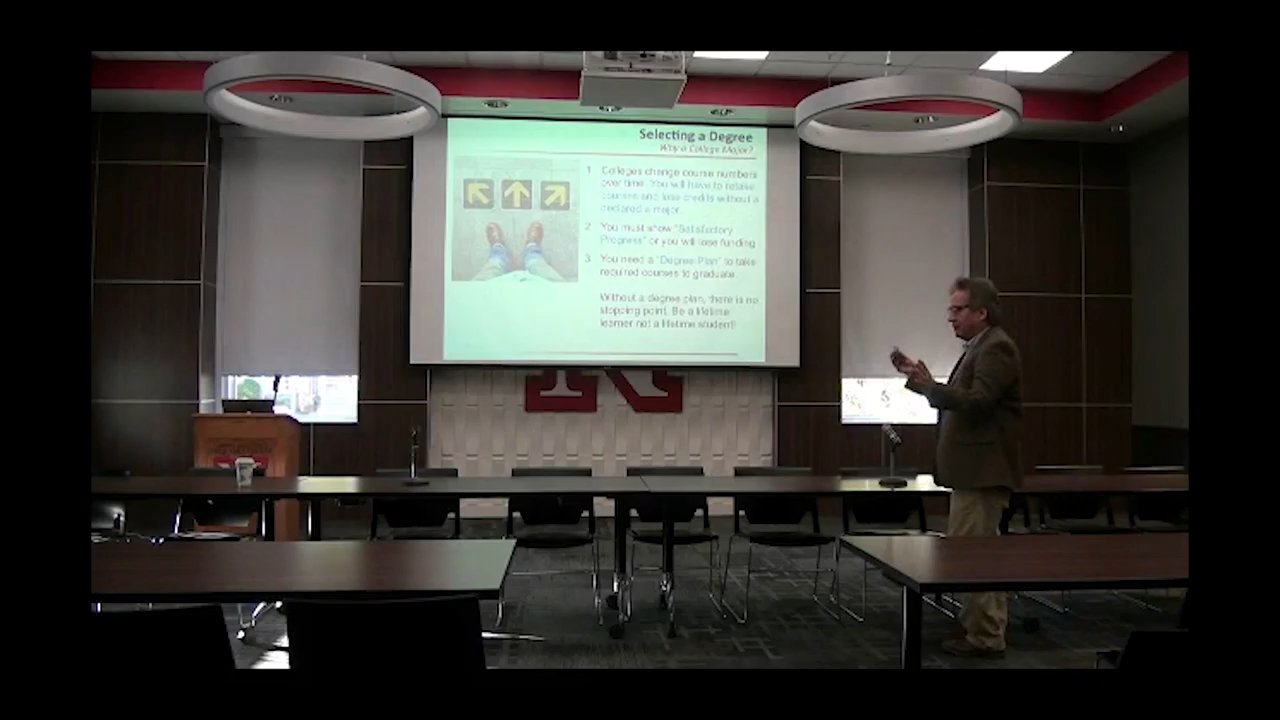 Selecting a Degree
Why a College Major?
1 Colleges change course numbers
over time. You will have to retake
courses and lose credits without a
declared a major
2 You must show "Satisfactory
Progress" or you will lose funding
3 You need a "Degree Plan" to take
required courses to graduate.
Without a degree plan, there is no
stopping point. Be a lifetime
learner not a lifetime student!